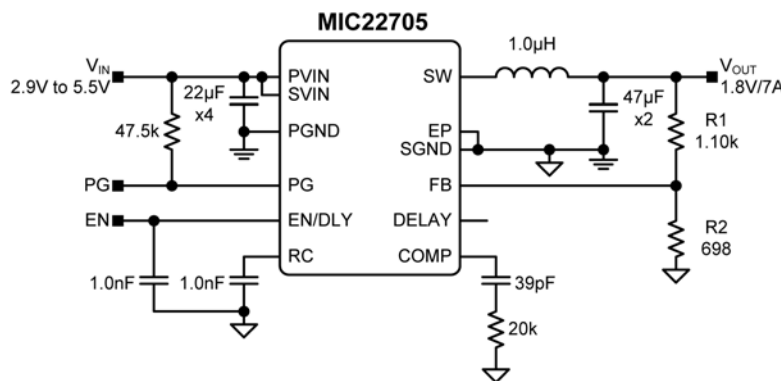 MIC22705
V_IN
2.9V to 5.5V
22µF
x4
47.5k
PG
EN
1.0nF
1.0nF
PVIN
SVIN
PGND
PG
EN/DLY
RC
SW
EP
SGND
FB
DELAY
COMP
1.0µH
47µF
x2
V_OUT
1.8V/7A
R1
1.10k
R2
698
39pF
20k